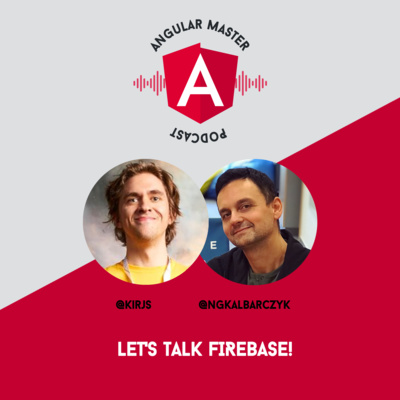 ANGULAR MASTER
A
PODCAST
E
@KIRJS @NGKALBARCZYK
LET'S TALK FIREBASE!